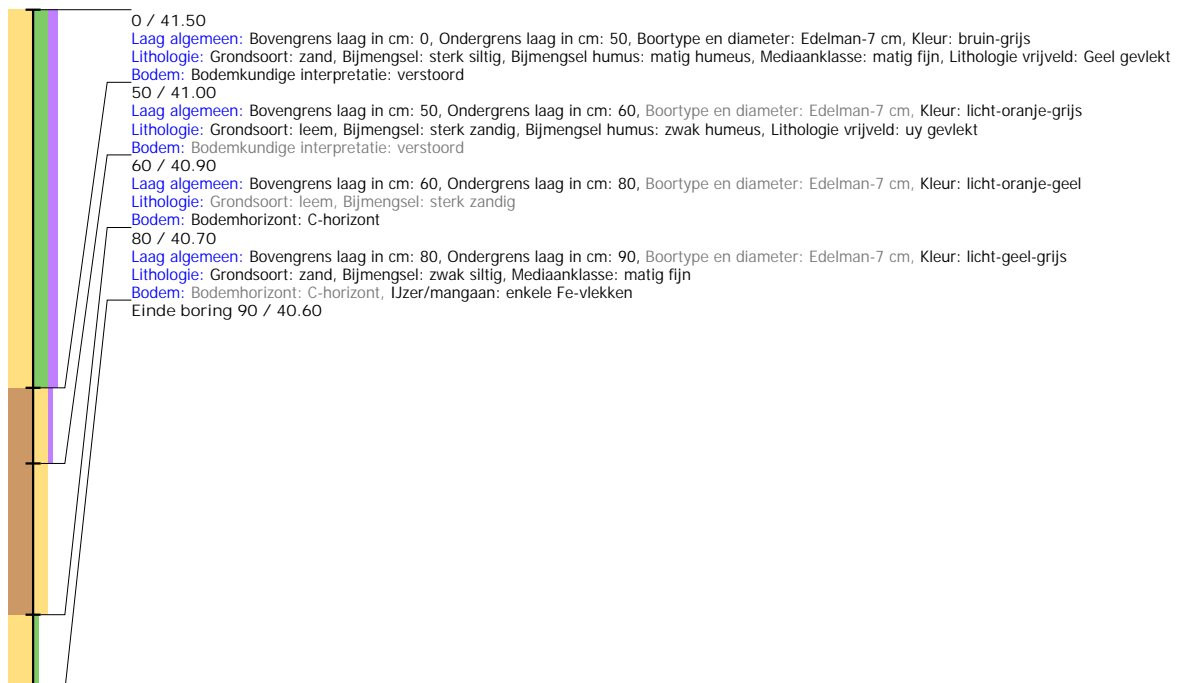 0 / 41.50
Laag algemeen: Bovengrens laag in cm: 0, Ondergrens laag in cm: 50, Boortype en diameter: Edelman-7 cm, Kleur: bruin-grijs
Lithologie: Grondsoort: zand, Bijmengsel: sterk siltig, Bijmengsel humus: matig humeus, Mediaanklasse: matig fijn, Lithologie vrijveld: Geel gevlekt
Bodem: Bodemkundige interpretatie: verstoord
50 / 41.00
Laag algemeen: Bovengrens laag in cm: 50, Ondergrens laag in cm: 60, Boortype en diameter: Edelman-7 cm, Kleur: licht-oranje-grijs
Lithologie: Grondsoort: leem, Bijmengsel: sterk zandig, Bijmengsel humus: zwak humeus, Lithologie vrijveld: uy gevlekt
Bodem: Bodemkundige interpretatie: verstoord
60 / 40.90
Laag algemeen: Bovengrens laag in cm: 60, Ondergrens laag in cm: 80, Boortype en diameter: Edelman-7 cm, Kleur: licht-oranje-geel
Lithologie: Grondsoort: leem, Bijmengsel: sterk zandig
Bodem: Bodemhorizont: C-horizont
80 / 40.70
Laag algemeen: Bovengrens laag in cm: 80, Ondergrens laag in cm: 90, Boortype en diameter: Edelman-7 cm, Kleur: licht-geel-grijs
Lithologie: Grondsoort: zand, Bijmengsel: zwak siltig, Mediaanklasse: matig fijn
Bodem: Bodemhorizont: C-horizont, IJzer/mangaan: enkele Fe-vlekken
Einde boring 90 / 40.60